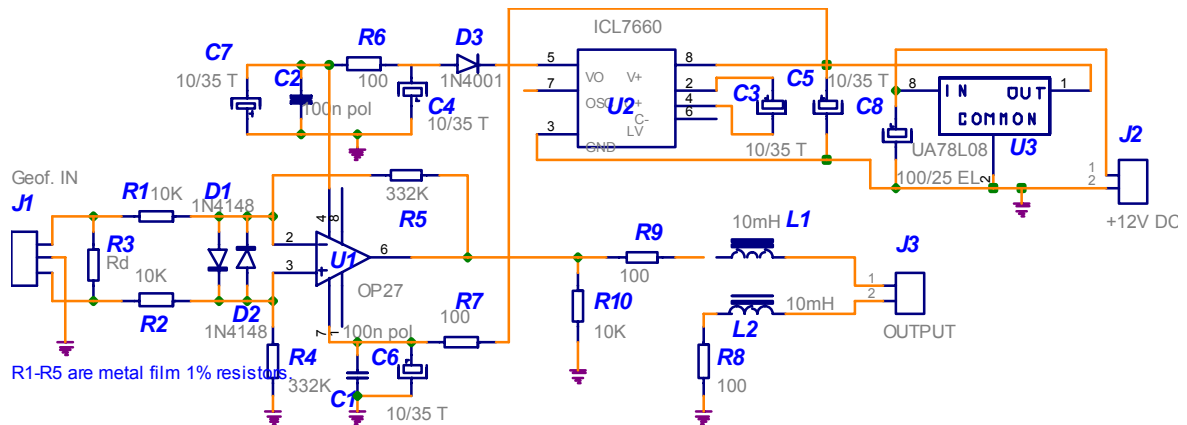 ICL7660
C7
10/35 T
C2
100n pol
R6
100
D3
1N4001
C4
10/35 T
5
7
3
VO
OSC
GND
V+
C+
C-
LV
U2
8
2
4
6
C3
10/35 T
C5
10/35 T
C8
100/25 EL
8
IN
OUT
COMMON
1
2
UA78L08
U3
J2
1
2
+12V DC
Geof. IN
J1
R1
10K
D1
1N4148
R3
Rd
10K
R2
D2
1N4148
332K
R5
4
8
2
3
6
7
1
U1
OP27
R4
332K
100n pol
C1
C6
10/35 T
R7
100
R9
100
R10
10K
10mH
L1
10mH
L2
R8
100
J3
1
2
OUTPUT
R1-R5 are metal film 1% resistors.